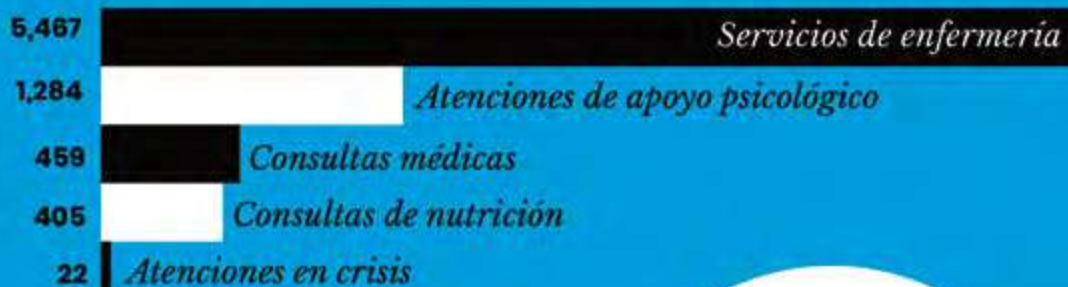 5,467 Servicios de enfermería
1,284 Atenciones de apoyo psicológico
459 Consultas médicas
405 Consultas de nutrición
22 Atenciones en crisis